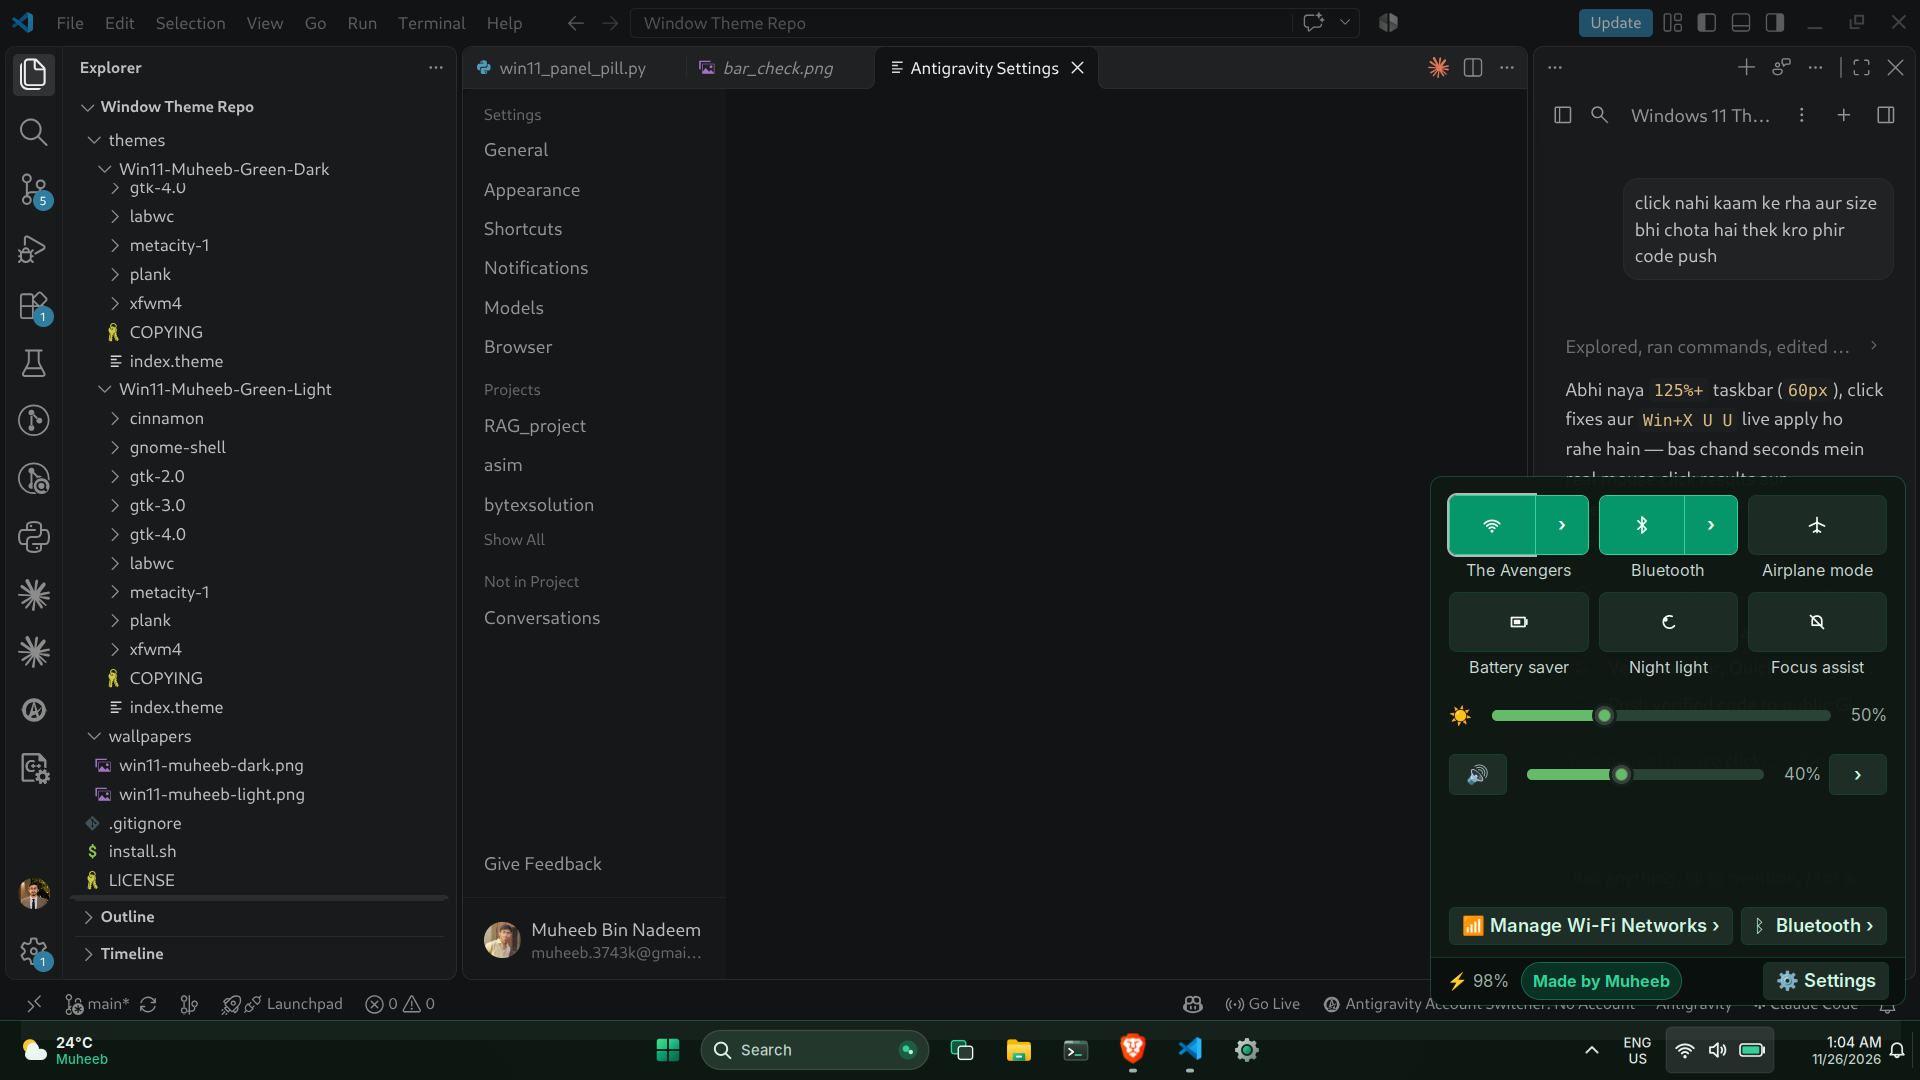 File Edit Selection View Go Run Terminal Help
Window Theme Repo
Update
Explorer
Window Theme Repo
themes
Win11-Muheeb-Green-Dark
gtk-4.0
labwc
metacity-1
plank
xfwm4
COPYING
index.theme
Win11-Muheeb-Green-Light
cinnamon
gnome-shell
gtk-2.0
gtk-3.0
gtk-4.0
labwc
metacity-1
plank
xfwm4
COPYING
index.theme
wallpapers
win11-muheeb-dark.png
win11-muheeb-light.png
.gitignore
install.sh
LICENSE
Outline
Timeline
5
1
1
win11_panel_pill.py
bar_check.png
Antigravity Settings
Settings
General
Appearance
Shortcuts
Notifications
Models
Browser
Projects
RAG_project
asim
bytexsolution
Show All
Not in Project
Conversations
Give Feedback
Muheeb Bin Nadeem
muheeb.3743k@gmai...
Windows 11 Th...
click nahi kaam ke rha aur size
bhi chota hai thek kro phir
code push
Explored, ran commands, edited ...
Abhi naya 125%+ taskbar ( 60px ), click
fixes aur Win+X U U live apply ho
rahe hain — bas chand seconds mein
The Avengers
Bluetooth
Airplane mode
Battery saver
Night light
Focus assist
50%
40%
Manage Wi-Fi Networks ›
Bluetooth ›
98%
Made by Muheeb
Settings
main*
Launchpad
0
0
Go Live
Antigravity Account Switcher: No Account
Antigravity
Claude Code
24°C
Muheeb
Search
ENG
US
1:04 AM
11/26/2026